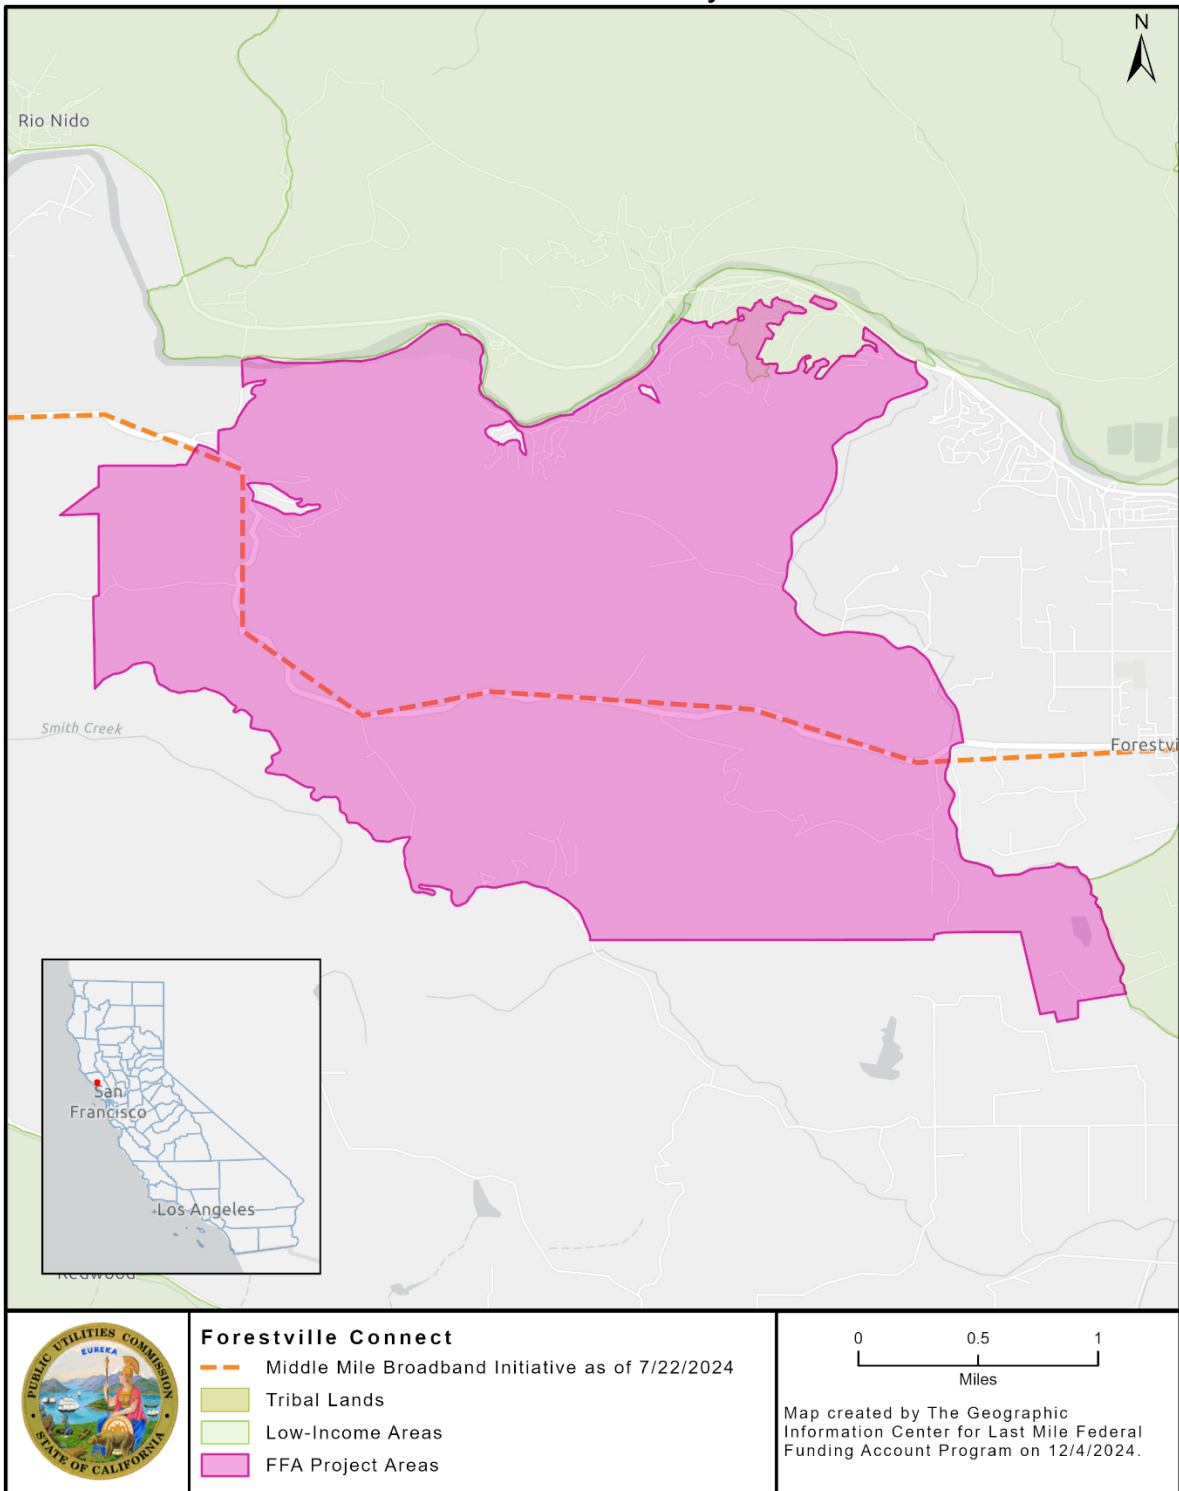 N
Rio Nido
Smith Creek
Forestvi
San
Francisco
Los Angeles
Redwood
PUBLIC UTILITIES COMMISSION
EUREKA
STATE OF CALIFORNIA
Forestville Connect
Middle Mile Broadband Initiative as of 7/22/2024
Tribal Lands
Low-Income Areas
FFA Project Areas
0 0.5 1
Miles
Map created by The Geographic
Information Center for Last Mile Federal
Funding Account Program on 12/4/2024.